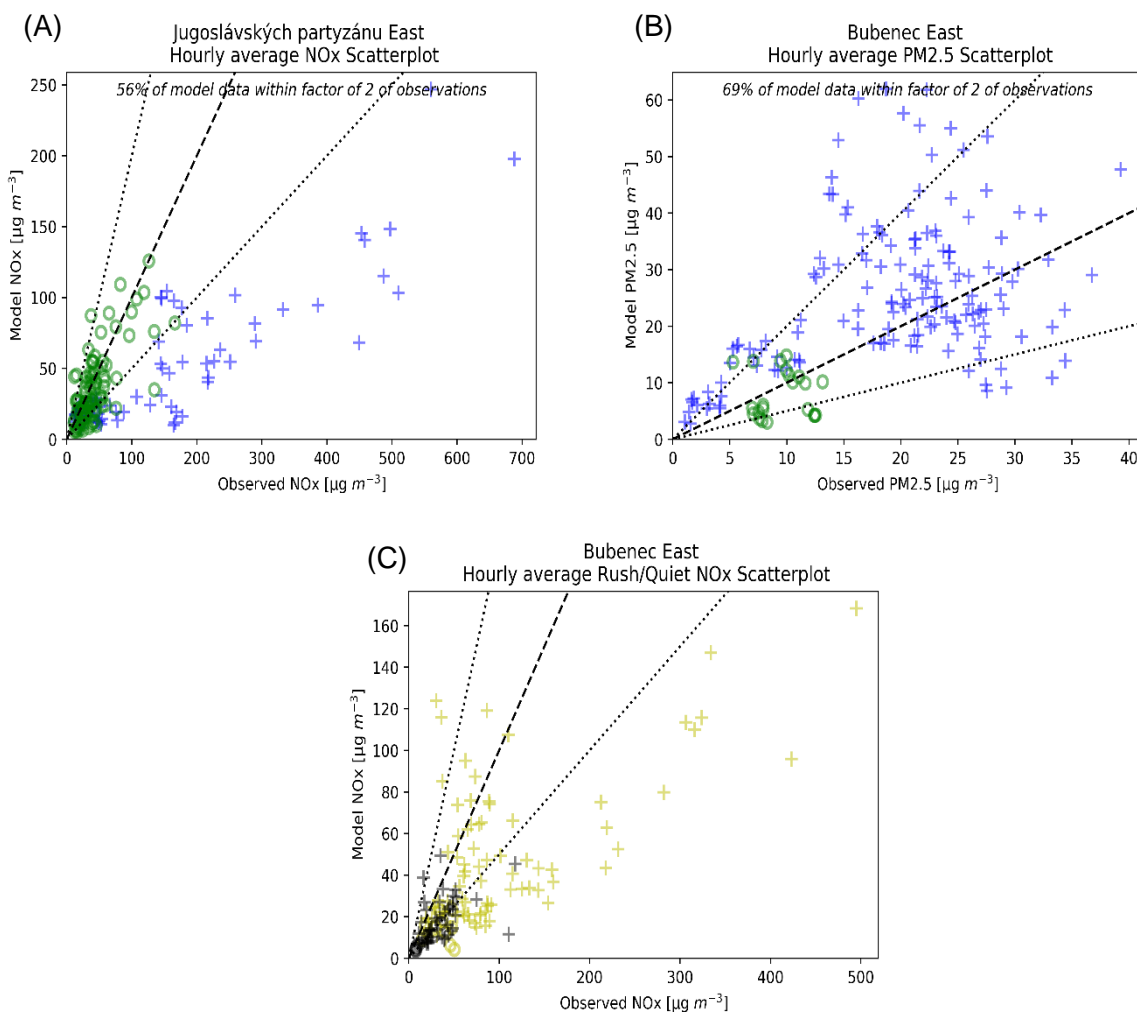 (A)
Jugoslávských partyzánu East
Hourly average NOx Scatterplot
56% of model data within factor of 2 of observations
Model NOx [µg m⁻³]
250
200
150
100
50
0
0 100 200 300 400 500 600 700
Observed NOx [µg m⁻³]
(B)
Bubenec East
Hourly average PM2.5 Scatterplot
69% of model data within factor of 2 of observations
Model PM2.5 [µg m⁻³]
60
50
40
30
20
10
0
0 5 10 15 20 25 30 35 40
Observed PM2.5 [µg m⁻³]
(C)
Bubenec East
Hourly average Rush/Quiet NOx Scatterplot
Model NOx [µg m⁻³]
160
140
120
100
80
60
40
20
0
0 100 200 300 400 500
Observed NOx [µg m⁻³]